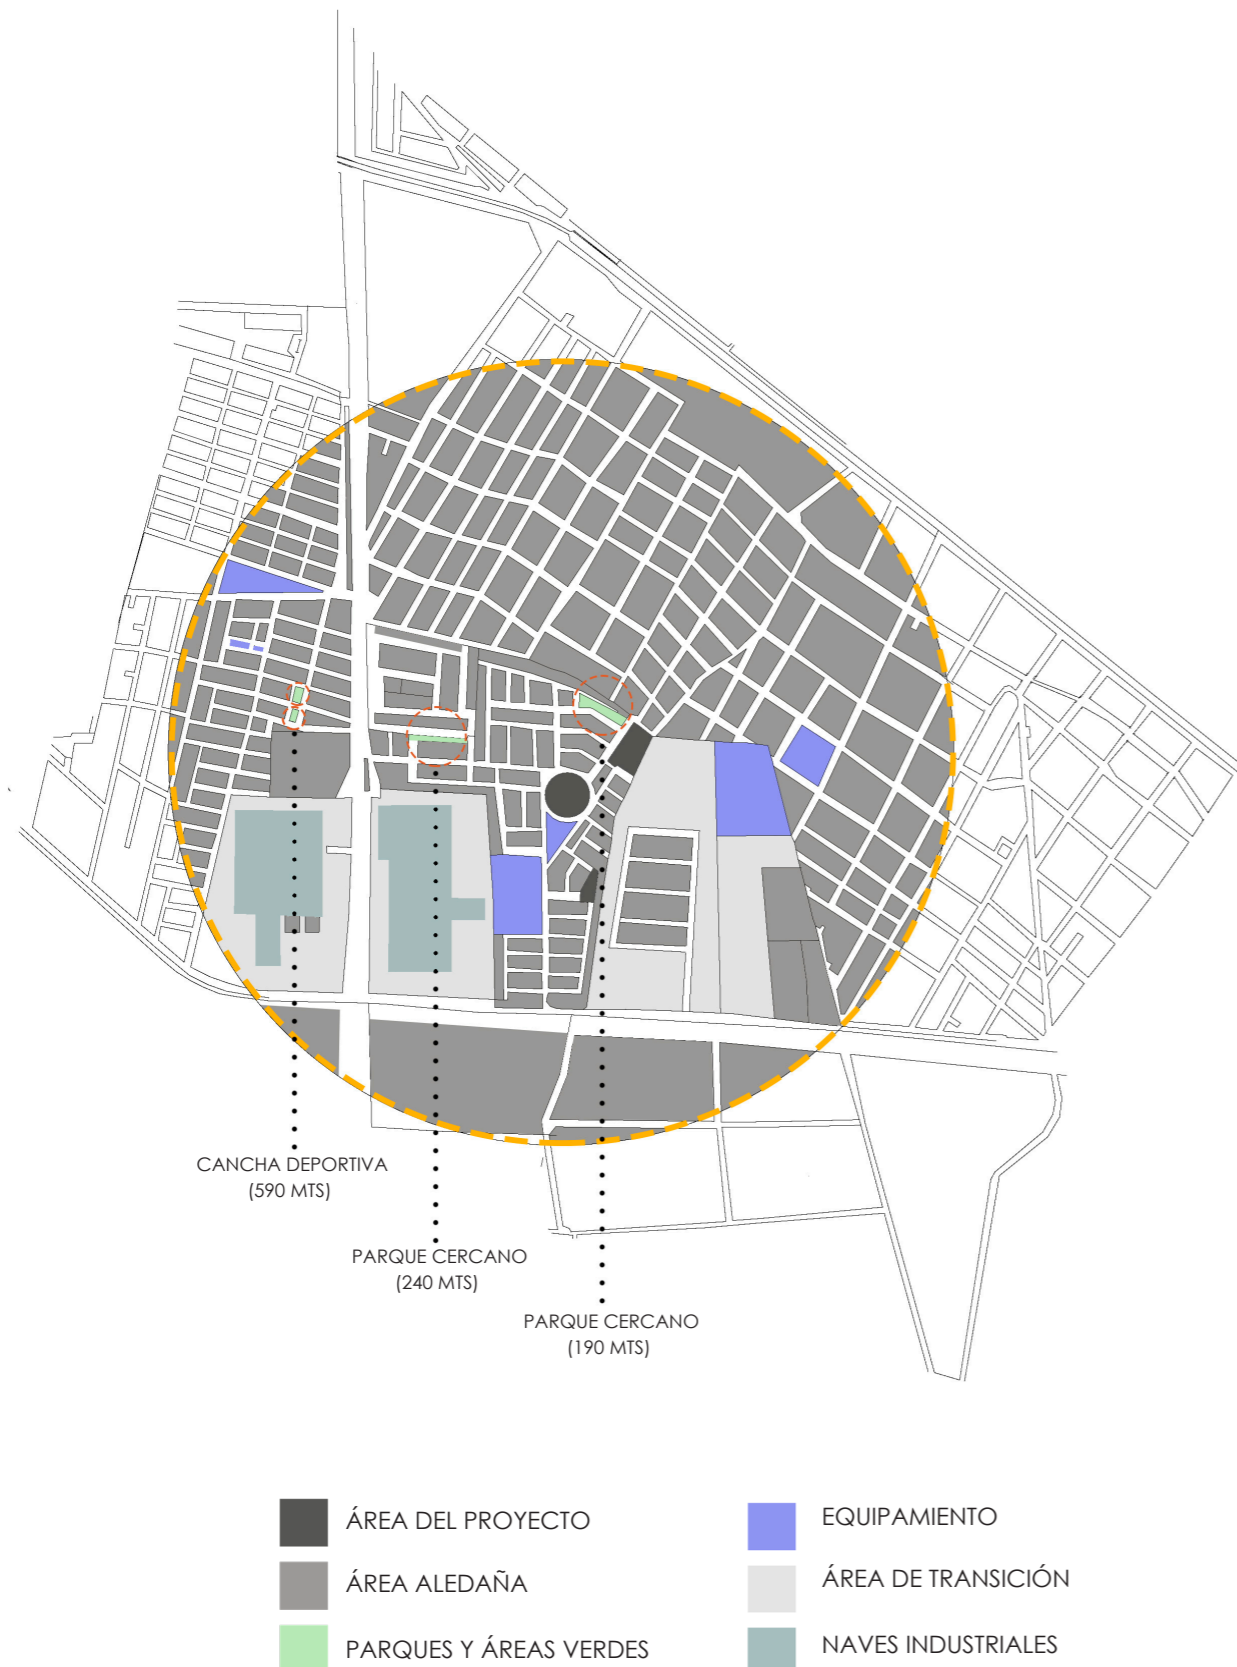 CANCHA DEPORTIVA
(590 MTS)
PARQUE CERCANO
(240 MTS)
PARQUE CERCANO
(190 MTS)
ÁREA DEL PROYECTO
ÁREA ALEDAÑA
PARQUES Y ÁREAS VERDES
EQUIPAMIENTO
ÁREA DE TRANSICIÓN
NAVES INDUSTRIALES